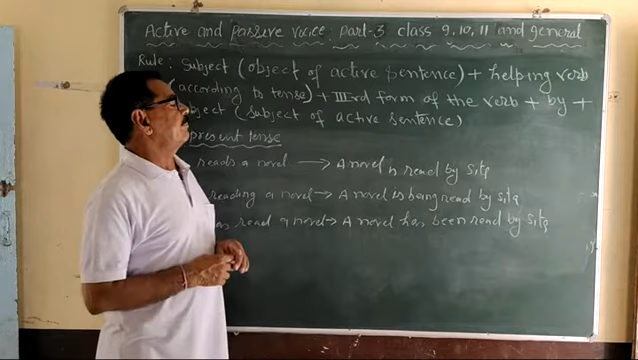 Active and passive voice : part-3 class 9,10,11 and general
Rule: Subject (object of active sentence) + helping verb
(according to tense) + IIIrd form of the verb + by +
object (subject of active sentence)
present tense
reads a novel → A novel is read by sita
reading a novel → A novel is being read by sita
has read a novel → A novel has been read by sita